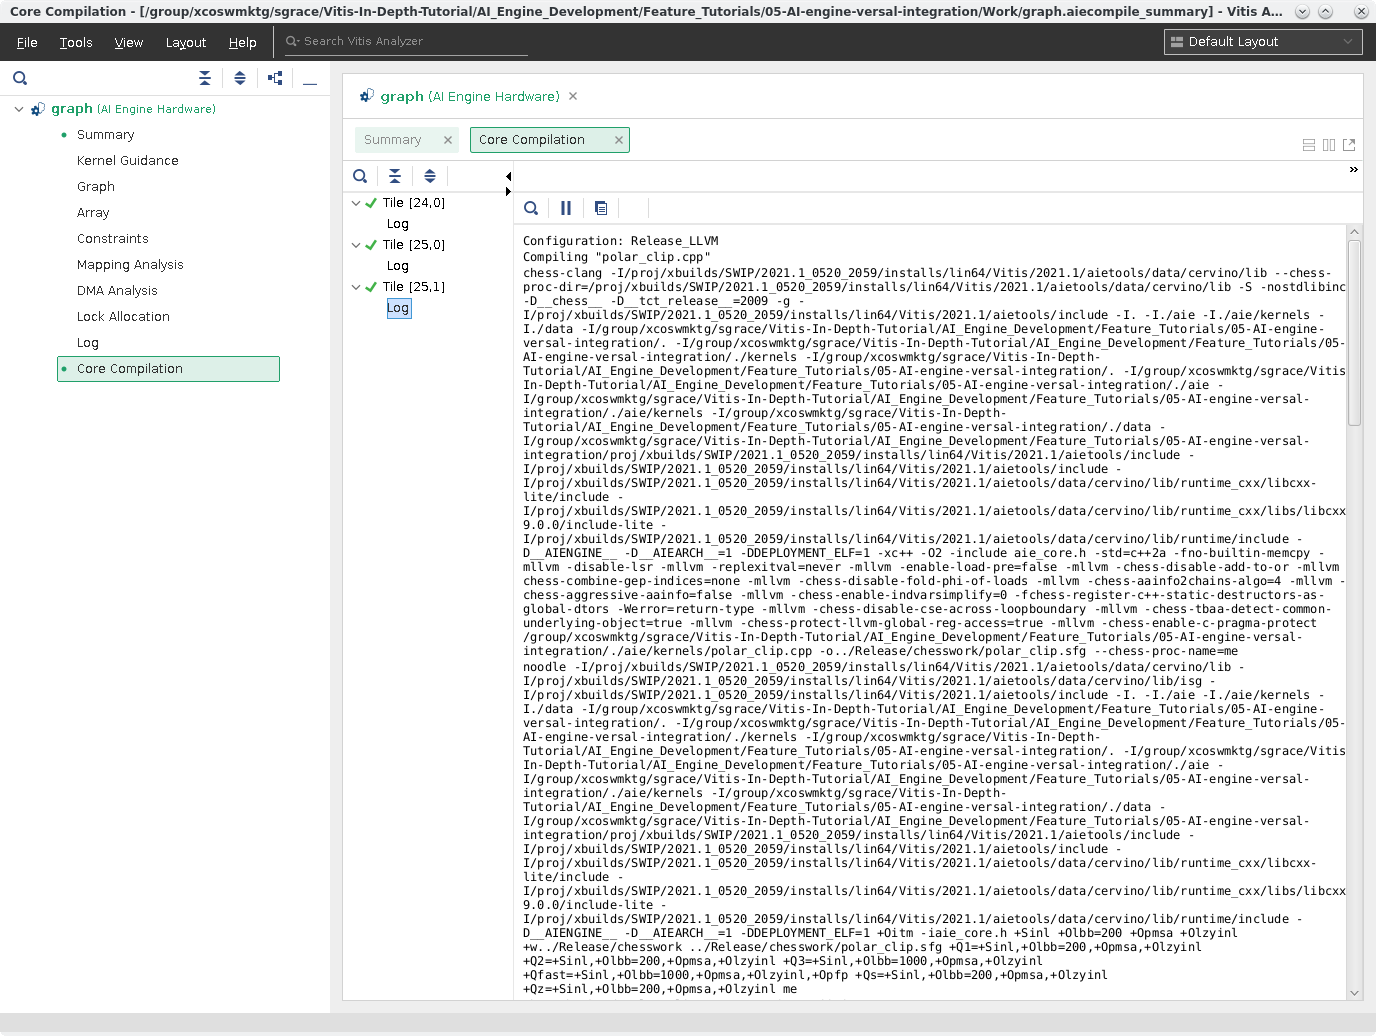 Core Compilation - [/group/xcoswmktg/sgrace/Vitis-In-Depth-Tutorial/AI_Engine_Development/Feature_Tutorials/05-AI-engine-versal-integration/Work/graph.aiecompile_summary] - Vitis A...
File Tools View Layout Help Search Vitis Analyzer Default Layout
graph (AI Engine Hardware)
Summary
Kernel Guidance
Graph
Array
Constraints
Mapping Analysis
DMA Analysis
Lock Allocation
Log
Core Compilation
graph (AI Engine Hardware)
Summary Core Compilation
Tile [24,0]
Log
Tile [25,0]
Log
Tile [25,1]
Log
Configuration: Release_LLVM
Compiling "polar_clip.cpp"
chess-clang -I/proj/xbuilds/SWIP/2021.1_0520_2059/installs/lin64/Vitis/2021.1/aietools/data/cervino/lib --chess-
proc-dir=/proj/xbuilds/SWIP/2021.1_0520_2059/installs/lin64/Vitis/2021.1/aietools/data/cervino/lib -S -nostdlibinc
-D__chess__ -D__tct_release__=2009 -g -
I/proj/xbuilds/SWIP/2021.1_0520_2059/installs/lin64/Vitis/2021.1/aietools/include -I. -I./aie -I./aie/kernels -
I./data -I/group/xcoswmktg/sgrace/Vitis-In-Depth-Tutorial/AI_Engine_Development/Feature_Tutorials/05-AI-engine-
versal-integration/. -I/group/xcoswmktg/sgrace/Vitis-In-Depth-Tutorial/AI_Engine_Development/Feature_Tutorials/05-
AI-engine-versal-integration/./kernels -I/group/xcoswmktg/sgrace/Vitis-In-Depth-
Tutorial/AI_Engine_Development/Feature_Tutorials/05-AI-engine-versal-integration/. -I/group/xcoswmktg/sgrace/Vitis
In-Depth-Tutorial/AI_Engine_Development/Feature_Tutorials/05-AI-engine-versal-integration/./aie -
I/group/xcoswmktg/sgrace/Vitis-In-Depth-Tutorial/AI_Engine_Development/Feature_Tutorials/05-AI-engine-versal-
integration/./aie/kernels -I/group/xcoswmktg/sgrace/Vitis-In-Depth-
Tutorial/AI_Engine_Development/Feature_Tutorials/05-AI-engine-versal-integration/./data -
I/group/xcoswmktg/sgrace/Vitis-In-Depth-Tutorial/AI_Engine_Development/Feature_Tutorials/05-AI-engine-versal-
integration/proj/xbuilds/SWIP/2021.1_0520_2059/installs/lin64/Vitis/2021.1/aietools/include -
I/proj/xbuilds/SWIP/2021.1_0520_2059/installs/lin64/Vitis/2021.1/aietools/include -
I/proj/xbuilds/SWIP/2021.1_0520_2059/installs/lin64/Vitis/2021.1/aietools/data/cervino/lib/runtime_cxx/libcxx-
lite/include -
I/proj/xbuilds/SWIP/2021.1_0520_2059/installs/lin64/Vitis/2021.1/aietools/data/cervino/lib/runtime_cxx/libs/libcxx
9.0.0/include-lite -
I/proj/xbuilds/SWIP/2021.1_0520_2059/installs/lin64/Vitis/2021.1/aietools/data/cervino/lib/runtime/include -
D__AIENGINE__ -D__AIEARCH__=1 -DDEPLOYMENT_ELF=1 -xc++ -O2 -include aie_core.h -std=c++2a -fno-builtin-memcpy -
mllvm -disable-lsr -mllvm -replexitval=never -mllvm -enable-load-pre=false -mllvm -chess-disable-add-to-or -mllvm
chess-combine-gep-indices=none -mllvm -chess-disable-fold-phi-of-loads -mllvm -chess-aainfo2chains-algo=4 -mllvm -
chess-aggressive-aainfo=false -mllvm -chess-enable-indvarsimplify=0 -fchess-register-c++-static-destructors-as-
global-dtors -Werror=return-type -mllvm -chess-disable-cse-across-loopboundary -mllvm -chess-tbaa-detect-common-
underlying-object=true -mllvm -chess-protect-llvm-global-reg-access=true -mllvm -chess-enable-c-pragma-protect
/group/xcoswmktg/sgrace/Vitis-In-Depth-Tutorial/AI_Engine_Development/Feature_Tutorials/05-AI-engine-versal-
integration/./aie/kernels/polar_clip.cpp -o../Release/chesswork/polar_clip.sfg --chess-proc-name=me
noodle -I/proj/xbuilds/SWIP/2021.1_0520_2059/installs/lin64/Vitis/2021.1/aietools/data/cervino/lib -
I/proj/xbuilds/SWIP/2021.1_0520_2059/installs/lin64/Vitis/2021.1/aietools/data/cervino/lib/isg -
I/proj/xbuilds/SWIP/2021.1_0520_2059/installs/lin64/Vitis/2021.1/aietools/include -I. -I./aie -I./aie/kernels -
I./data -I/group/xcoswmktg/sgrace/Vitis-In-Depth-Tutorial/AI_Engine_Development/Feature_Tutorials/05-AI-engine-
versal-integration/. -I/group/xcoswmktg/sgrace/Vitis-In-Depth-Tutorial/AI_Engine_Development/Feature_Tutorials/05-
AI-engine-versal-integration/./kernels -I/group/xcoswmktg/sgrace/Vitis-In-Depth-
Tutorial/AI_Engine_Development/Feature_Tutorials/05-AI-engine-versal-integration/. -I/group/xcoswmktg/sgrace/Vitis
In-Depth-Tutorial/AI_Engine_Development/Feature_Tutorials/05-AI-engine-versal-integration/./aie -
I/group/xcoswmktg/sgrace/Vitis-In-Depth-Tutorial/AI_Engine_Development/Feature_Tutorials/05-AI-engine-versal-
integration/./aie/kernels -I/group/xcoswmktg/sgrace/Vitis-In-Depth-
Tutorial/AI_Engine_Development/Feature_Tutorials/05-AI-engine-versal-integration/./data -
I/group/xcoswmktg/sgrace/Vitis-In-Depth-Tutorial/AI_Engine_Development/Feature_Tutorials/05-AI-engine-versal-
integration/proj/xbuilds/SWIP/2021.1_0520_2059/installs/lin64/Vitis/2021.1/aietools/include -
I/proj/xbuilds/SWIP/2021.1_0520_2059/installs/lin64/Vitis/2021.1/aietools/include -
I/proj/xbuilds/SWIP/2021.1_0520_2059/installs/lin64/Vitis/2021.1/aietools/data/cervino/lib/runtime_cxx/libcxx-
lite/include -
I/proj/xbuilds/SWIP/2021.1_0520_2059/installs/lin64/Vitis/2021.1/aietools/data/cervino/lib/runtime_cxx/libs/libcxx
9.0.0/include-lite -
I/proj/xbuilds/SWIP/2021.1_0520_2059/installs/lin64/Vitis/2021.1/aietools/data/cervino/lib/runtime/include -
D__AIENGINE__ -D__AIEARCH__=1 -DDEPLOYMENT_ELF=1 +Oitm -iaie_core.h +Sinl +Olbb=200 +Opmsa +Olzyinl
+w../Release/chesswork ../Release/chesswork/polar_clip.sfg +Q1=+Sinl,+Olbb=200,+Opmsa,+Olzyinl
+Q2=+Sinl,+Olbb=200,+Opmsa,+Olzyinl +Q3=+Sinl,+Olbb=1000,+Opmsa,+Olzyinl
+Qfast=+Sinl,+Olbb=1000,+Opmsa,+Olzyinl,+Opfp +Qs=+Sinl,+Olbb=200,+Opmsa,+Olzyinl
+Qz=+Sinl,+Olbb=200,+Opmsa,+Olzyinl me